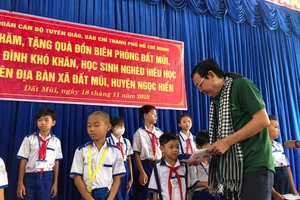 ĐOÀN CÁN BỘ TUYÊN GIÁO, BÁO CHÍ THÀNH PHỐ HỒ CHÍ MINH
THĂM, TẶNG QUÀ ĐỒN BIÊN PHÒNG ĐẤT MŨI,
ĐÌNH KHÓ KHĂN, HỌC SINH NGHÈO HIẾU HỌC
TRÊN ĐỊA BÀN XÃ ĐẤT MŨI, HUYỆN NGỌC HIỂN
Đất Mũi, ngày 18 tháng 11 năm 2022